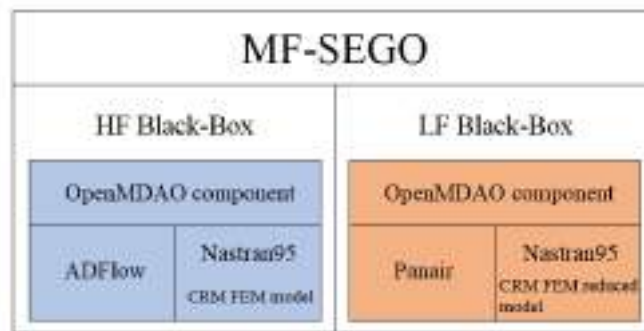 MF-SEGO
HF Black-Box
LF Black-Box
OpenMDAO component
OpenMDAO component
ADFlow
Nastran95
CRM FEM model
Panair
Nastran95
CRM FEM reduced
model